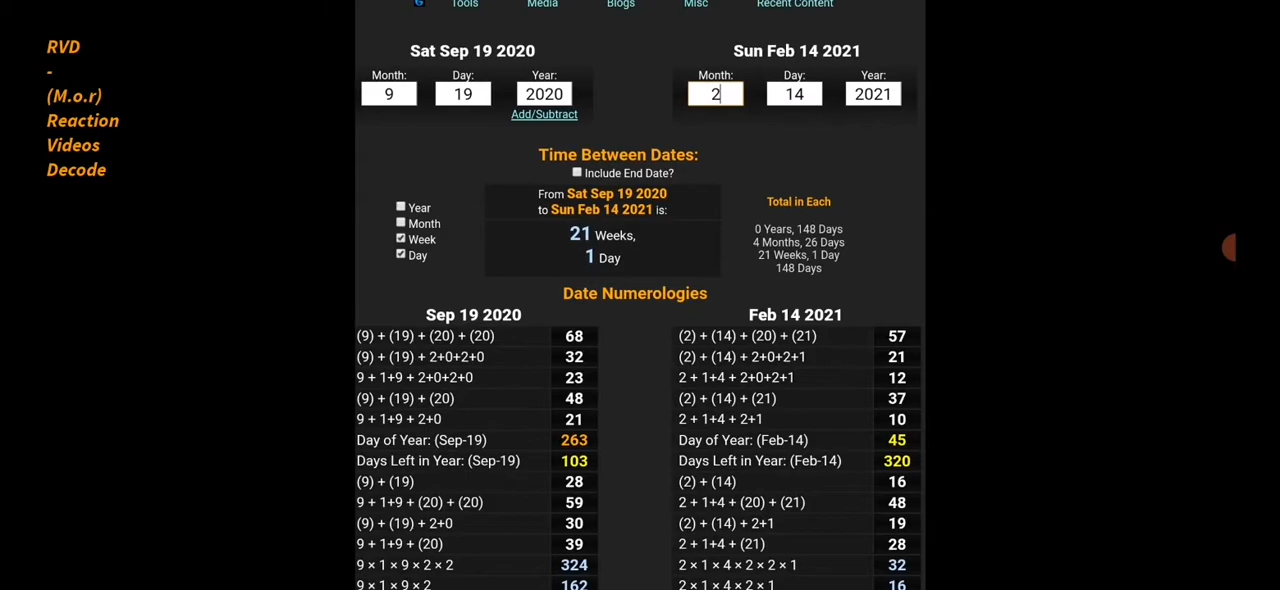 RVD
-
(M.o.r)
Reaction
Videos
Decode
Tools Media Blogs Misc Recent Content
Sat Sep 19 2020
Month: Day: Year:
9 19 2020
Add/Subtract
Sun Feb 14 2021
Month: Day: Year:
2 14 2021
Time Between Dates:
Include End Date?
Year
Month
Week
Day
From Sat Sep 19 2020
to Sun Feb 14 2021 is:
21 Weeks,
1 Day
Total in Each
0 Years, 148 Days
4 Months, 26 Days
21 Weeks, 1 Day
148 Days
Date Numerologies
Sep 19 2020
(9) + (19) + (20) + (20) 68
(9) + (19) + 2+0+2+0 32
9 + 1+9 + 2+0+2+0 23
(9) + (19) + (20) 48
9 + 1+9 + 2+0 21
Day of Year: (Sep-19) 263
Days Left in Year: (Sep-19) 103
(9) + (19) 28
9 + 1+9 + (20) + (20) 59
(9) + (19) + 2+0 30
9 + 1+9 + (20) 39
9 × 1 × 9 × 2 × 2 324
9 × 1 × 9 × 2 162
Feb 14 2021
(2) + (14) + (20) + (21) 57
(2) + (14) + 2+0+2+1 21
2 + 1+4 + 2+0+2+1 12
(2) + (14) + (21) 37
2 + 1+4 + 2+1 10
Day of Year: (Feb-14) 45
Days Left in Year: (Feb-14) 320
(2) + (14) 16
2 + 1+4 + (20) + (21) 48
(2) + (14) + 2+1 19
2 + 1+4 + (21) 28
2 × 1 × 4 × 2 × 2 × 1 32
2 × 1 × 4 × 2 × 1 16